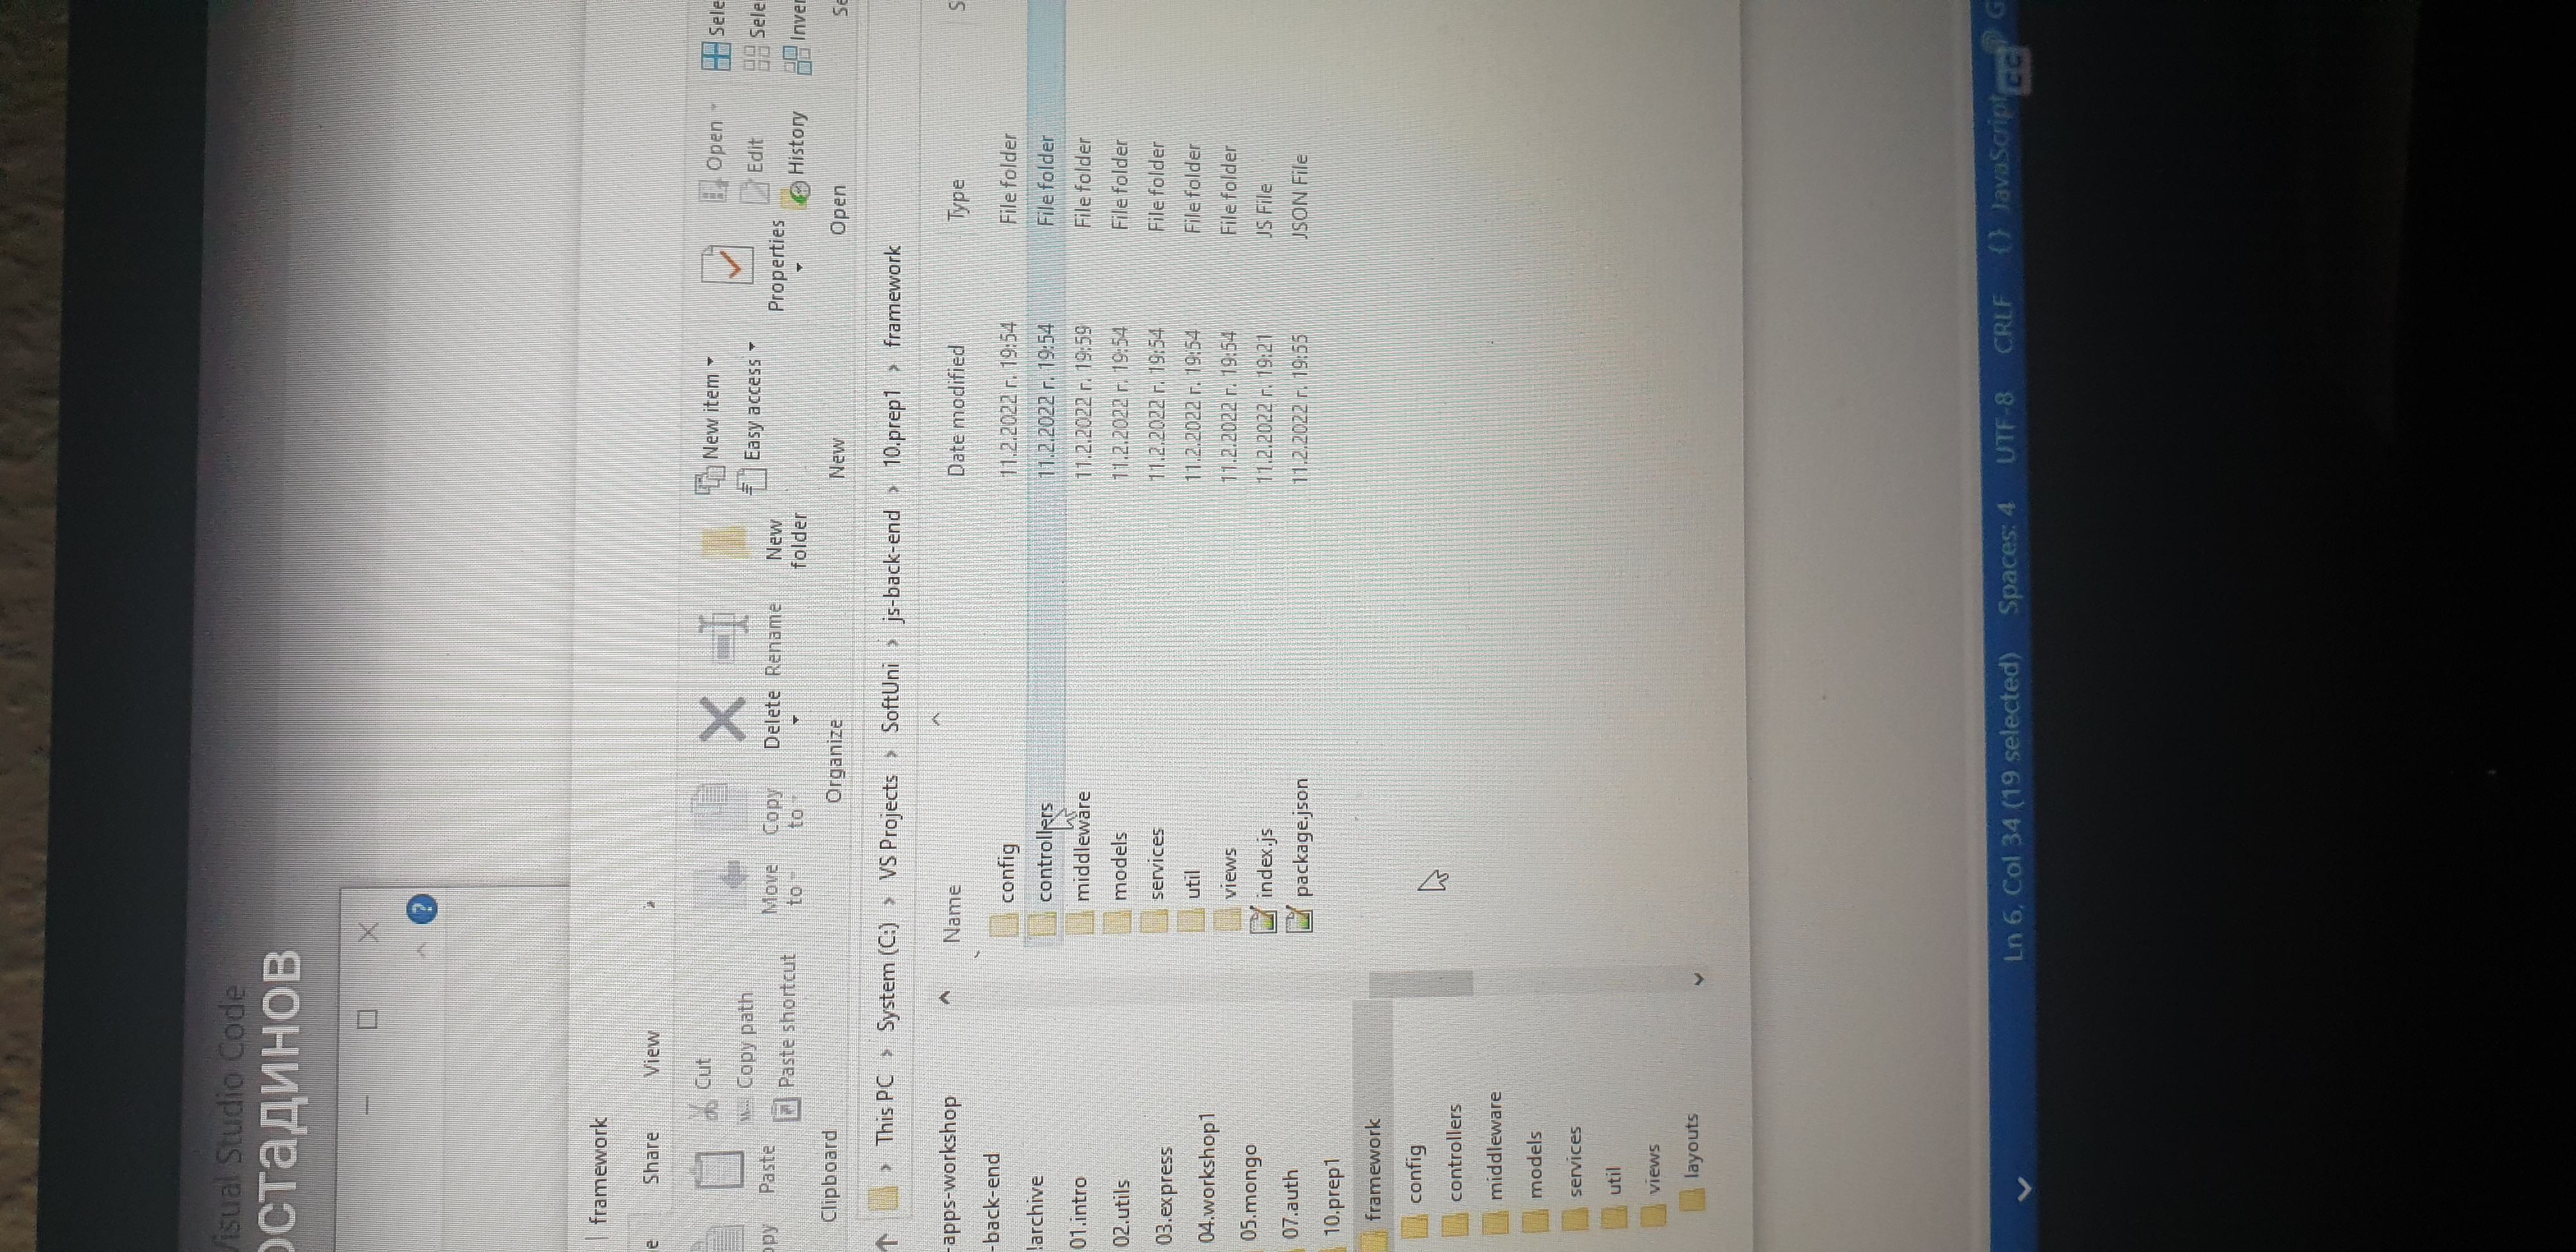 Visual Studio Code
остадинов
framework
Share View
Cut
Copy path
Paste shortcut
Paste
Clipboard
Move to
Copy to
Delete
Rename
Organize
New folder
New item
Easy access
New
Properties
Open
Edit
History
Open
Sele
Sele
Inver
This PC › System (C:) › VS Projects › SoftUni › js-back-end › 10.prep1 › framework
-apps-workshop
-back-end
!archive
01.intro
02.utils
03.express
04.workshop1
05.mongo
07.auth
10.prep1
framework
config
controllers
middleware
models
services
util
views
layouts
Name Date modified Type S
config 11.2.2022 г. 19:54 File folder
controllers 11.2.2022 г. 19:54 File folder
middleware 11.2.2022 г. 19:59 File folder
models 11.2.2022 г. 19:54 File folder
services 11.2.2022 г. 19:54 File folder
util 11.2.2022 г. 19:54 File folder
views 11.2.2022 г. 19:54 File folder
index.js 11.2.2022 г. 19:21 JS File
package.json 11.2.2022 г. 19:55 JSON File
Ln 6, Col 34 (19 selected) Spaces: 4 UTF-8 CRLF {} JavaScript